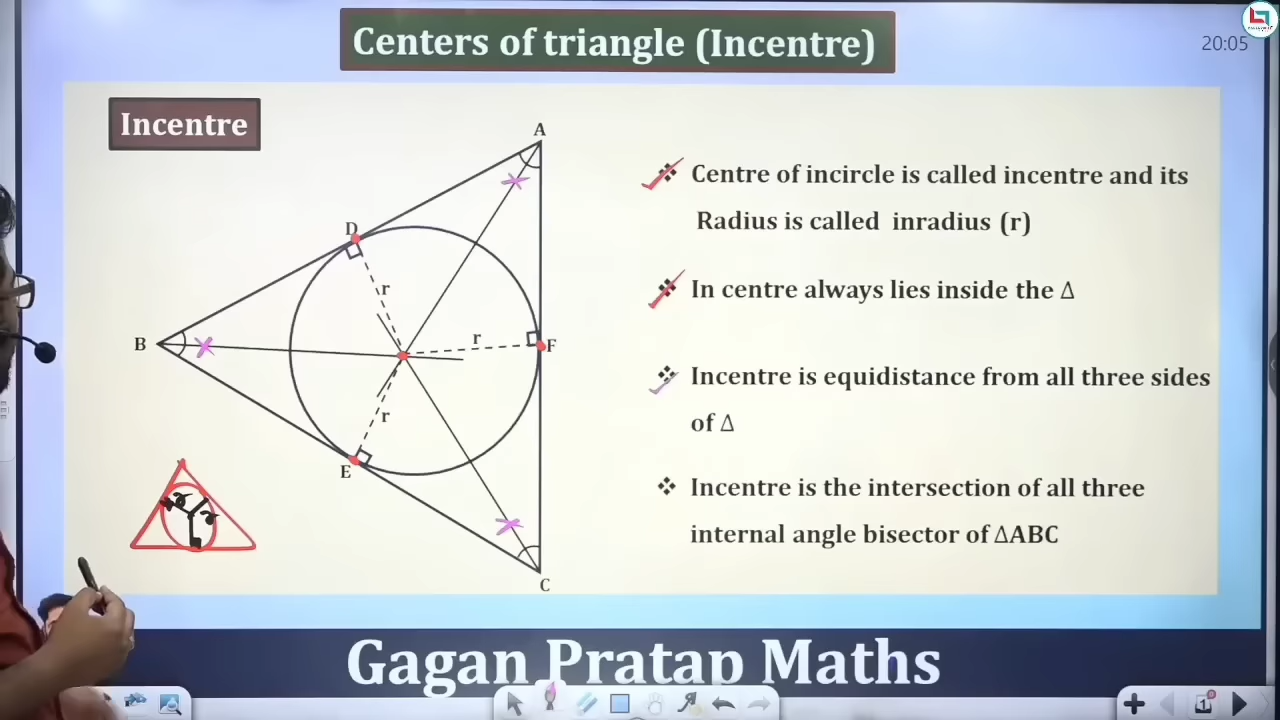 Centers of triangle (Incentre)
20:05
Incentre
A
D
r
B
r
F
r
E
C
Centre of incircle is called incentre and its
Radius is called inradius (r)
In centre always lies inside the Δ
Incentre is equidistance from all three sides
of Δ
Incentre is the intersection of all three
internal angle bisector of ΔABC
Gagan Pratap Maths
1